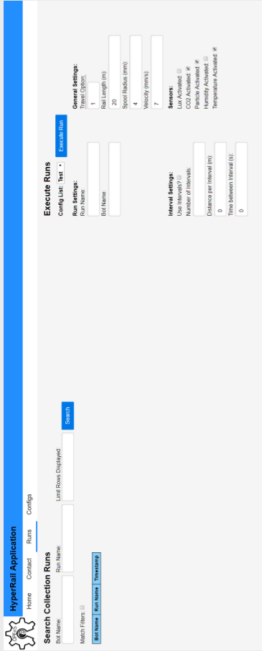 HyperRail Application
Home Contact Runs Configs
Search Collection Runs
Bot Name:
Run Name:
Limit Rows Displayed:
Search
Match Filters:
Bot Name Run Name Timestamp
Execute Runs
Config List: Test
Execute Run
Run Settings:
Run Name:
Bot Name:
General Settings:
Travel Option:
1
Rail Length (m)
20
Spool Radius (mm)
4
Velocity (mm/s)
?
Interval Settings:
Use Intervals?
Number of Intervals:
Distance per Interval (m)
0
Time between Interval (s)
0
Sensors:
Lux Activated
CO2 Activated
Particle Activated
Humidity Activated
Temperature Activated